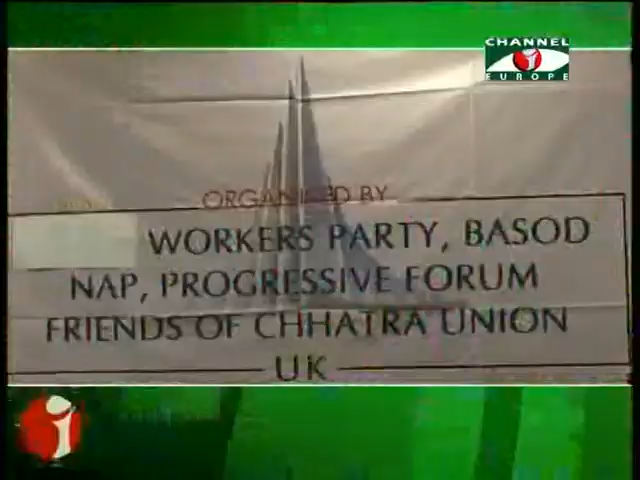 CHANNEL
i
EUROPE
ORGANISED BY
WORKERS PARTY, BASOD
NAP, PROGRESSIVE FORUM
FRIENDS OF CHHATRA UNION
UK
i